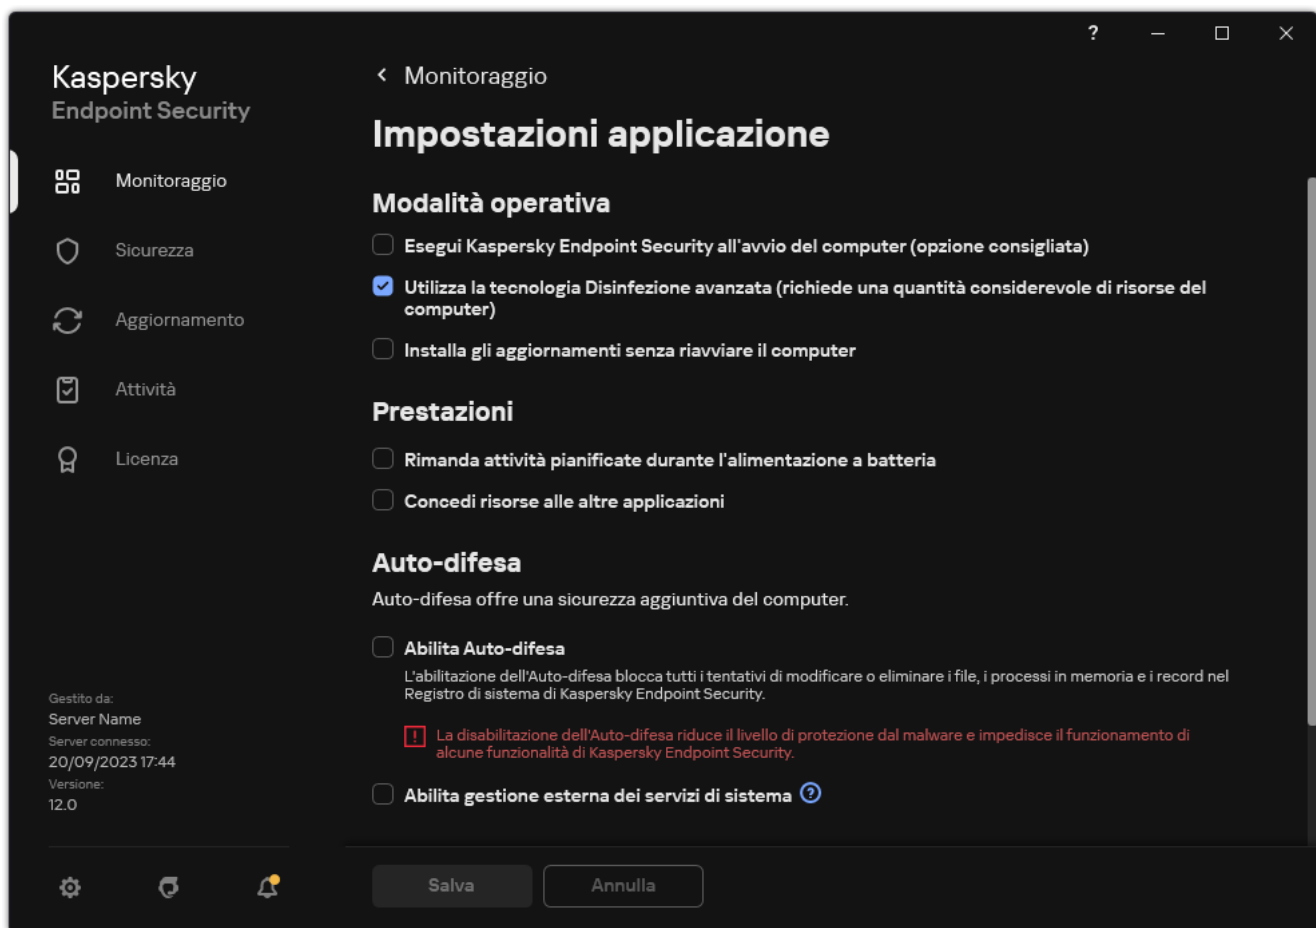 ?
Kaspersky
Endpoint Security
Monitoraggio
Sicurezza
Aggiornamento
Attività
Licenza
Gestito da:
Server Name
Server connesso:
20/09/2023 17:44
Versione:
12.0
Monitoraggio
Impostazioni applicazione
Modalità operativa
Esegui Kaspersky Endpoint Security all'avvio del computer (opzione consigliata)
Utilizza la tecnologia Disinfezione avanzata (richiede una quantità considerevole di risorse del
computer)
Installa gli aggiornamenti senza riavviare il computer
Prestazioni
Rimanda attività pianificate durante l'alimentazione a batteria
Concedi risorse alle altre applicazioni
Auto-difesa
Auto-difesa offre una sicurezza aggiuntiva del computer.
Abilita Auto-difesa
L'abilitazione dell'Auto-difesa blocca tutti i tentativi di modificare o eliminare i file, i processi in memoria e i record nel
Registro di sistema di Kaspersky Endpoint Security.
La disabilitazione dell'Auto-difesa riduce il livello di protezione dal malware e impedisce il funzionamento di
alcune funzionalità di Kaspersky Endpoint Security.
Abilita gestione esterna dei servizi di sistema ?
Salva
Annulla